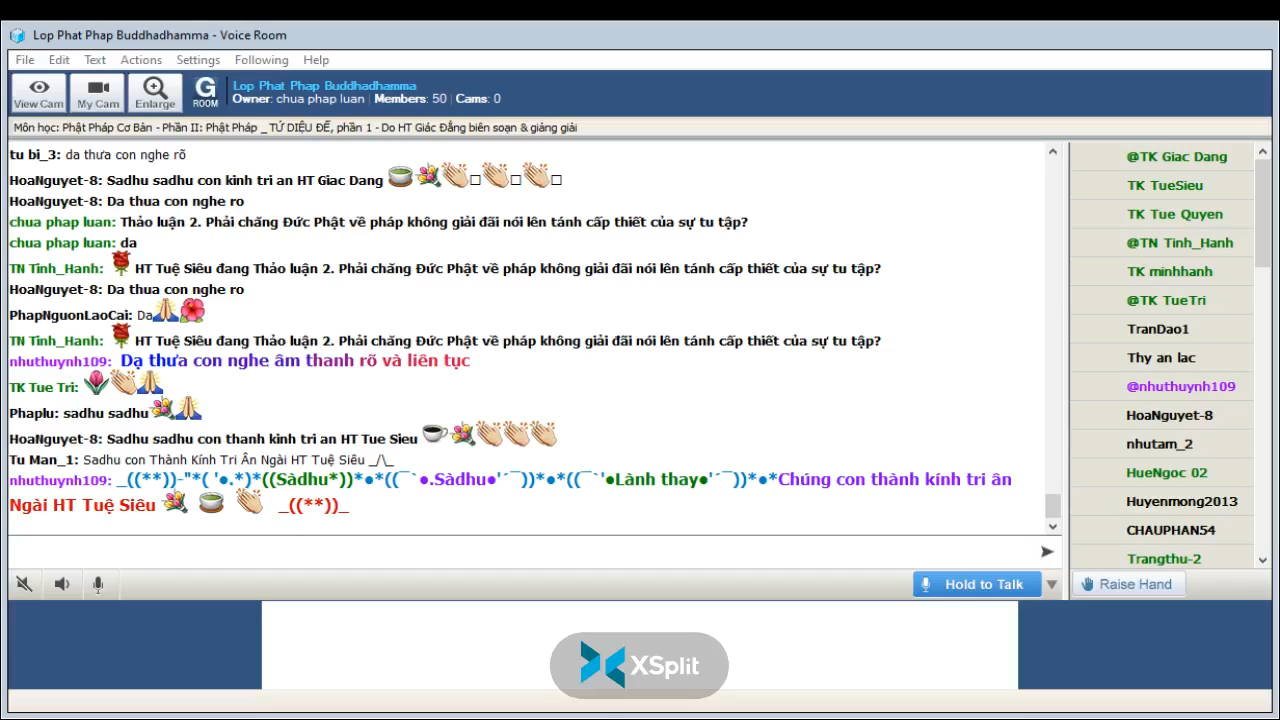 Lop Phat Phap Buddhadhamma - Voice Room
File Edit Text Actions Settings Following Help
View Cam My Cam Enlarge G ROOM
Lop Phat Phap Buddhadhamma
Owner: chua phap luan | Members: 50 | Cams: 0
Môn học: Phật Pháp Cơ Bản - Phần II: Phật Pháp _ TỨ DIỆU ĐẾ, phần 1 - Do HT Giác Đẳng biên soạn & giảng giải
tu bi_3: da thưa con nghe rõ
HoaNguyet-8: Sadhu sadhu con kinh tri an HT Giac Dang
HoaNguyet-8: Da thua con nghe ro
chua phap luan: Thảo luận 2. Phải chăng Đức Phật về pháp không giải đãi nói lên tánh cấp thiết của sự tu tập?
chua phap luan: da
TN Tinh_Hanh: HT Tuệ Siêu đang Thảo luận 2. Phải chăng Đức Phật về pháp không giải đãi nói lên tánh cấp thiết của sự tu tập?
HoaNguyet-8: Da thua con nghe ro
PhapNguonLaoCai: Da
TN Tinh_Hanh: HT Tuệ Siêu đang Thảo luận 2. Phải chăng Đức Phật về pháp không giải đãi nói lên tánh cấp thiết của sự tu tập?
nhuthuynh109: Dạ thưa con nghe âm thanh rõ và liên tục
TK Tue Tri:
Phaplu: sadhu sadhu
HoaNguyet-8: Sadhu sadhu con thanh kinh tri an HT Tue Sieu
Tu Man_1: Sadhu con Thành Kính Tri Ân Ngài HT Tuệ Siêu _/\_
nhuthuynh109: _((**))-"*( '●.*)*((Sàdhu*))*●*((¯`●.Sàdhu●'´¯))*●*((¯`'●Lành thay●'´¯))*●*Chúng con thành kính tri ân
Ngài HT Tuệ Siêu _((**))_
@TK Giac Dang
TK TueSieu
TK Tue Quyen
@TN Tinh_Hanh
TK minhhanh
@TK TueTri
TranDao1
Thy an lac
@nhuthuynh109
HoaNguyet-8
nhutam_2
HueNgoc 02
Huyenmong2013
CHAUPHAN54
Trangthu-2
Hold to Talk
Raise Hand
XSplit